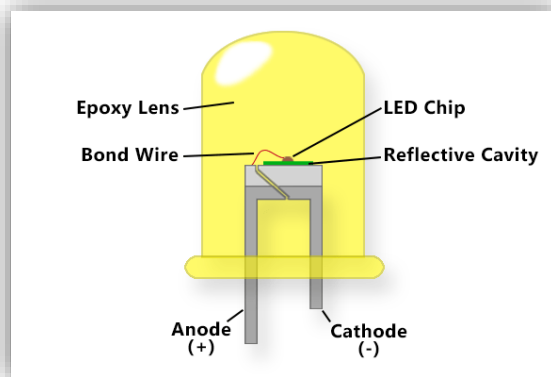 Epoxy Lens
LED Chip
Bond Wire
Reflective Cavity
Anode
(+)
Cathode
(-)